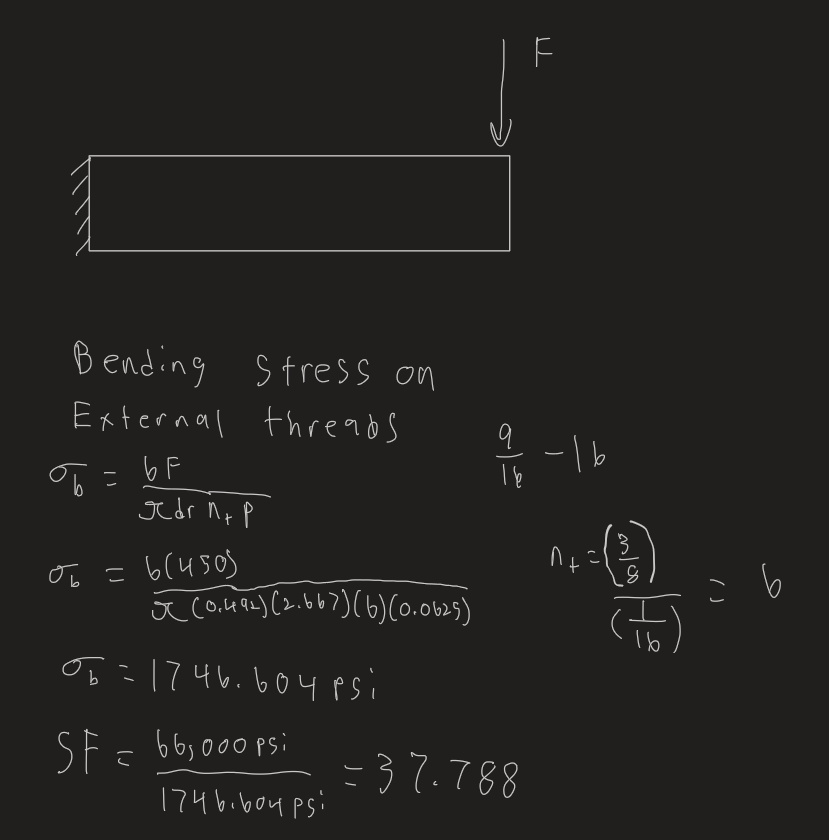 F
Bending stress on
External threads
σb = 6F / π dr nt p
9/16 - 16
σb = 6(450) / π(0.492)(2.667)(6)(0.0625)
nt = (3/8) / (1/16) = 6
σb = 1746.604 psi
SF = 66,000 psi / 1746.604 psi = 37.788